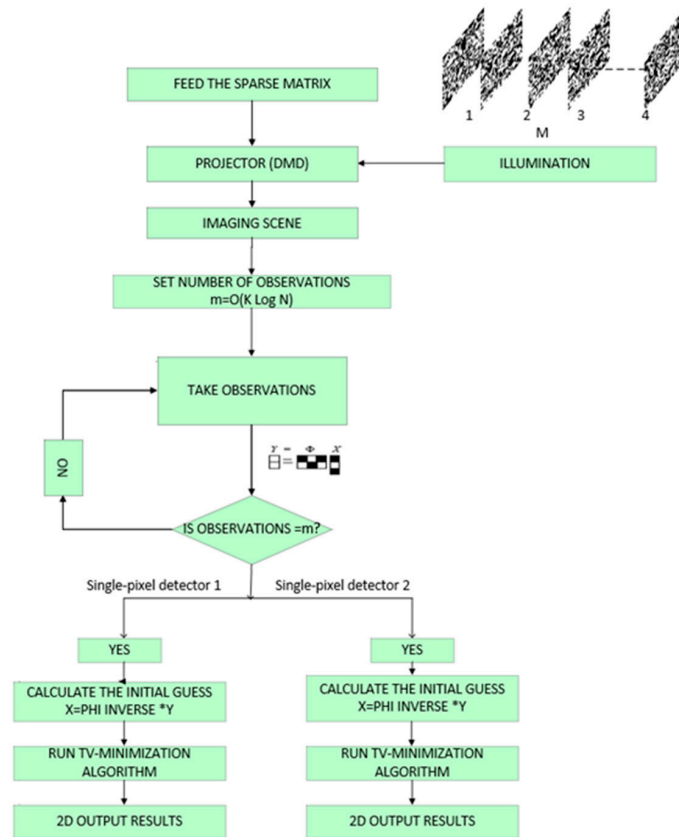 FEED THE SPARSE MATRIX
1 2 3 4
M
PROJECTOR (DMD)
ILLUMINATION
IMAGING SCENE
SET NUMBER OF OBSERVATIONS
m=O(K Log N)
TAKE OBSERVATIONS
Y = Φ X
=
NO
IS OBSERVATIONS =m?
Single-pixel detector 1
Single-pixel detector 2
YES
YES
CALCULATE THE INITIAL GUESS
X=PHI INVERSE *Y
CALCULATE THE INITIAL GUESS
X=PHI INVERSE *Y
RUN TV-MINIMIZATION
ALGORITHM
RUN TV-MINIMIZATION
ALGORITHM
2D OUTPUT RESULTS
2D OUTPUT RESULTS